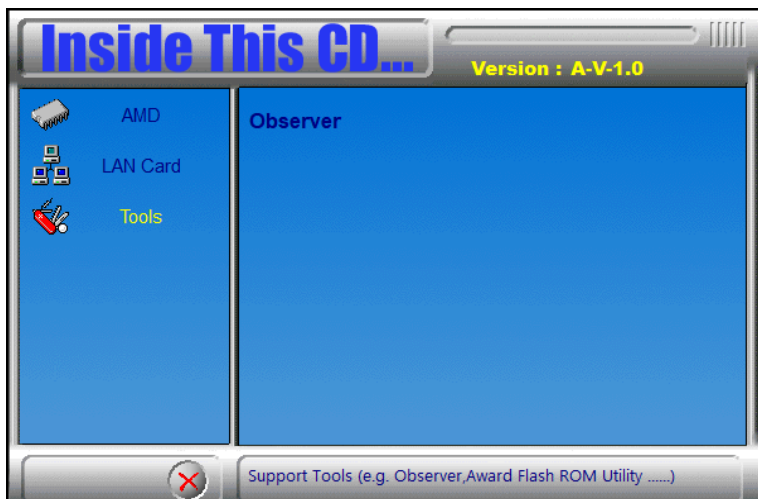 Inside This CD...
Version : A-V-1.0
AMD
LAN Card
Tools
Observer
Support Tools (e.g. Observer,Award Flash ROM Utility ......)